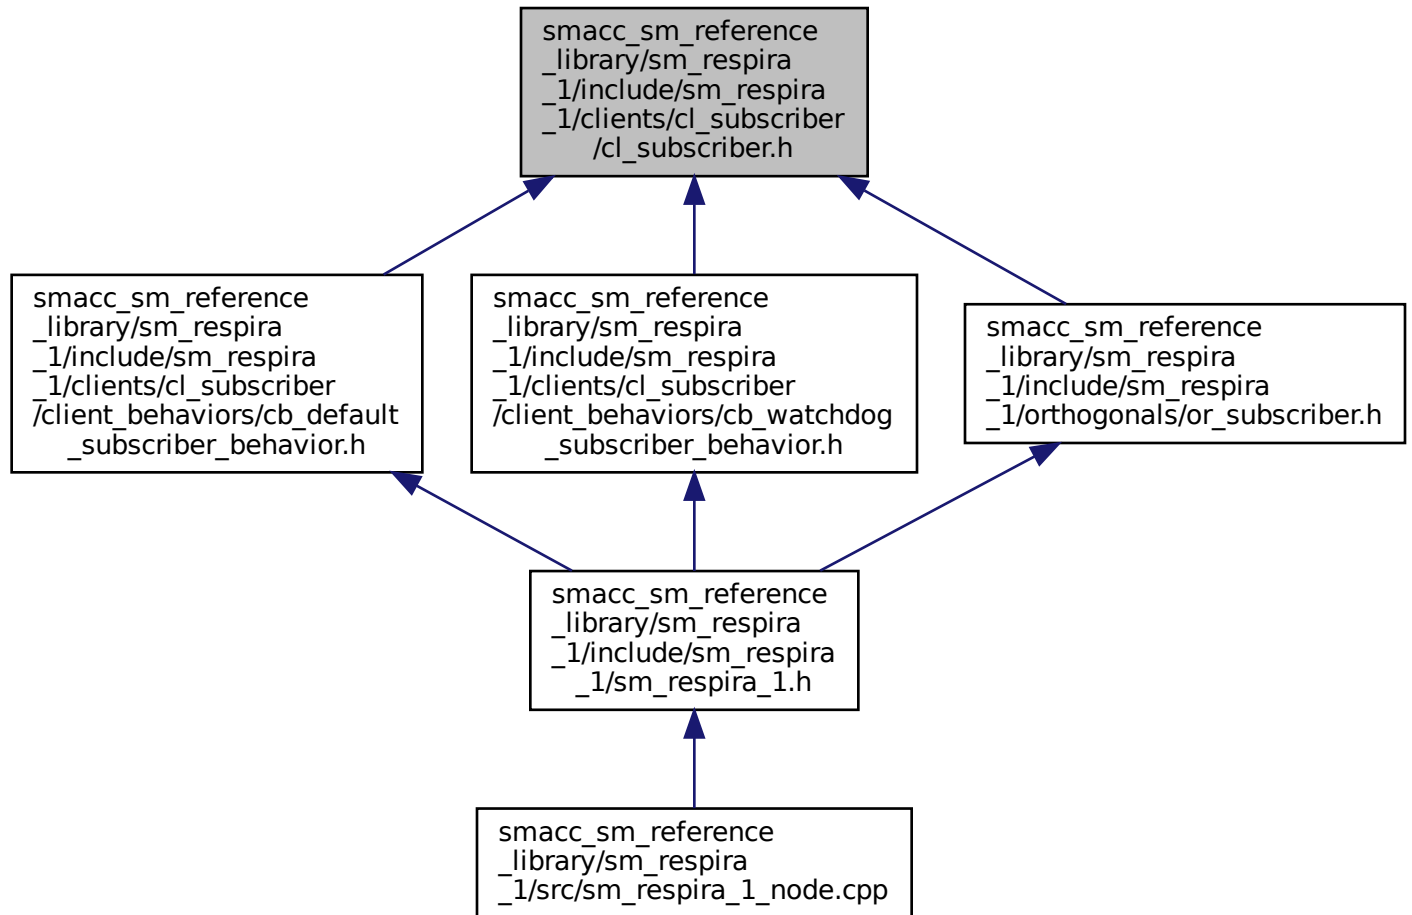 smacc_sm_reference
_library/sm_respira
_1/include/sm_respira
_1/clients/cl_subscriber
/cl_subscriber.h
smacc_sm_reference
_library/sm_respira
_1/include/sm_respira
_1/clients/cl_subscriber
/client_behaviors/cb_default
_subscriber_behavior.h
smacc_sm_reference
_library/sm_respira
_1/include/sm_respira
_1/clients/cl_subscriber
/client_behaviors/cb_watchdog
_subscriber_behavior.h
smacc_sm_reference
_library/sm_respira
_1/include/sm_respira
_1/orthogonals/or_subscriber.h
smacc_sm_reference
_library/sm_respira
_1/include/sm_respira
_1/sm_respira_1.h
smacc_sm_reference
_library/sm_respira
_1/src/sm_respira_1_node.cpp